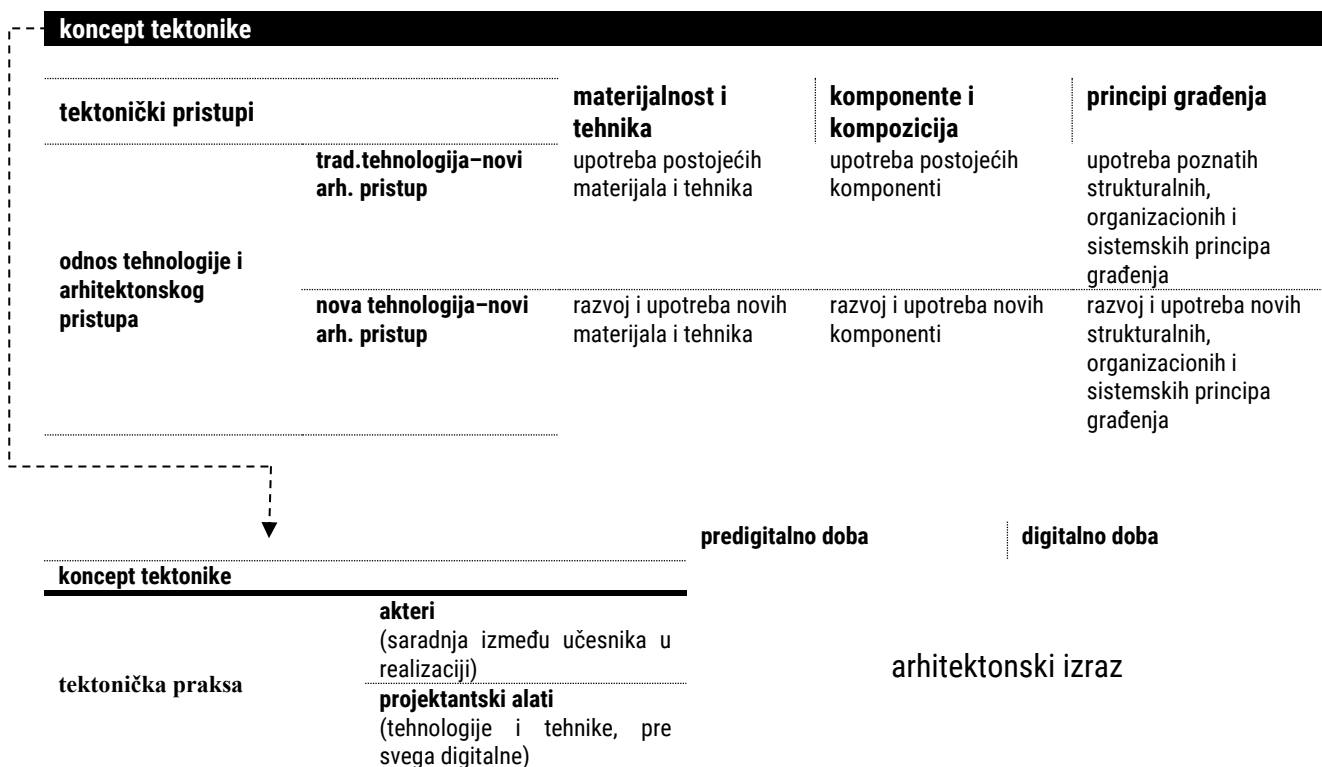 koncept tektonike
tektonički pristupi
materijalnost i
tehnika
komponente i
kompozicija
principi građenja
odnos tehnologije i
arhitektonskog
pristupa
trad.tehnologija–novi
arh. pristup
upotreba postojećih
materijala i tehnika
upotreba postojećih
komponenti
upotreba poznatih
strukturalnih,
organizacionih i
sistemskih principa
građenja
nova tehnologija–novi
arh. pristup
razvoj i upotreba novih
materijala i tehnika
razvoj i upotreba novih
komponenti
razvoj i upotreba novih
strukturalnih,
organizacionih i
sistemskih principa
građenja
predigitalno doba
digitalno doba
koncept tektonike
tektonička praksa
akteri
(saradnja između učesnika u
realizaciji)
projektantski alati
(tehnologije i tehnike, pre
svega digitalne)
arhitektonski izraz